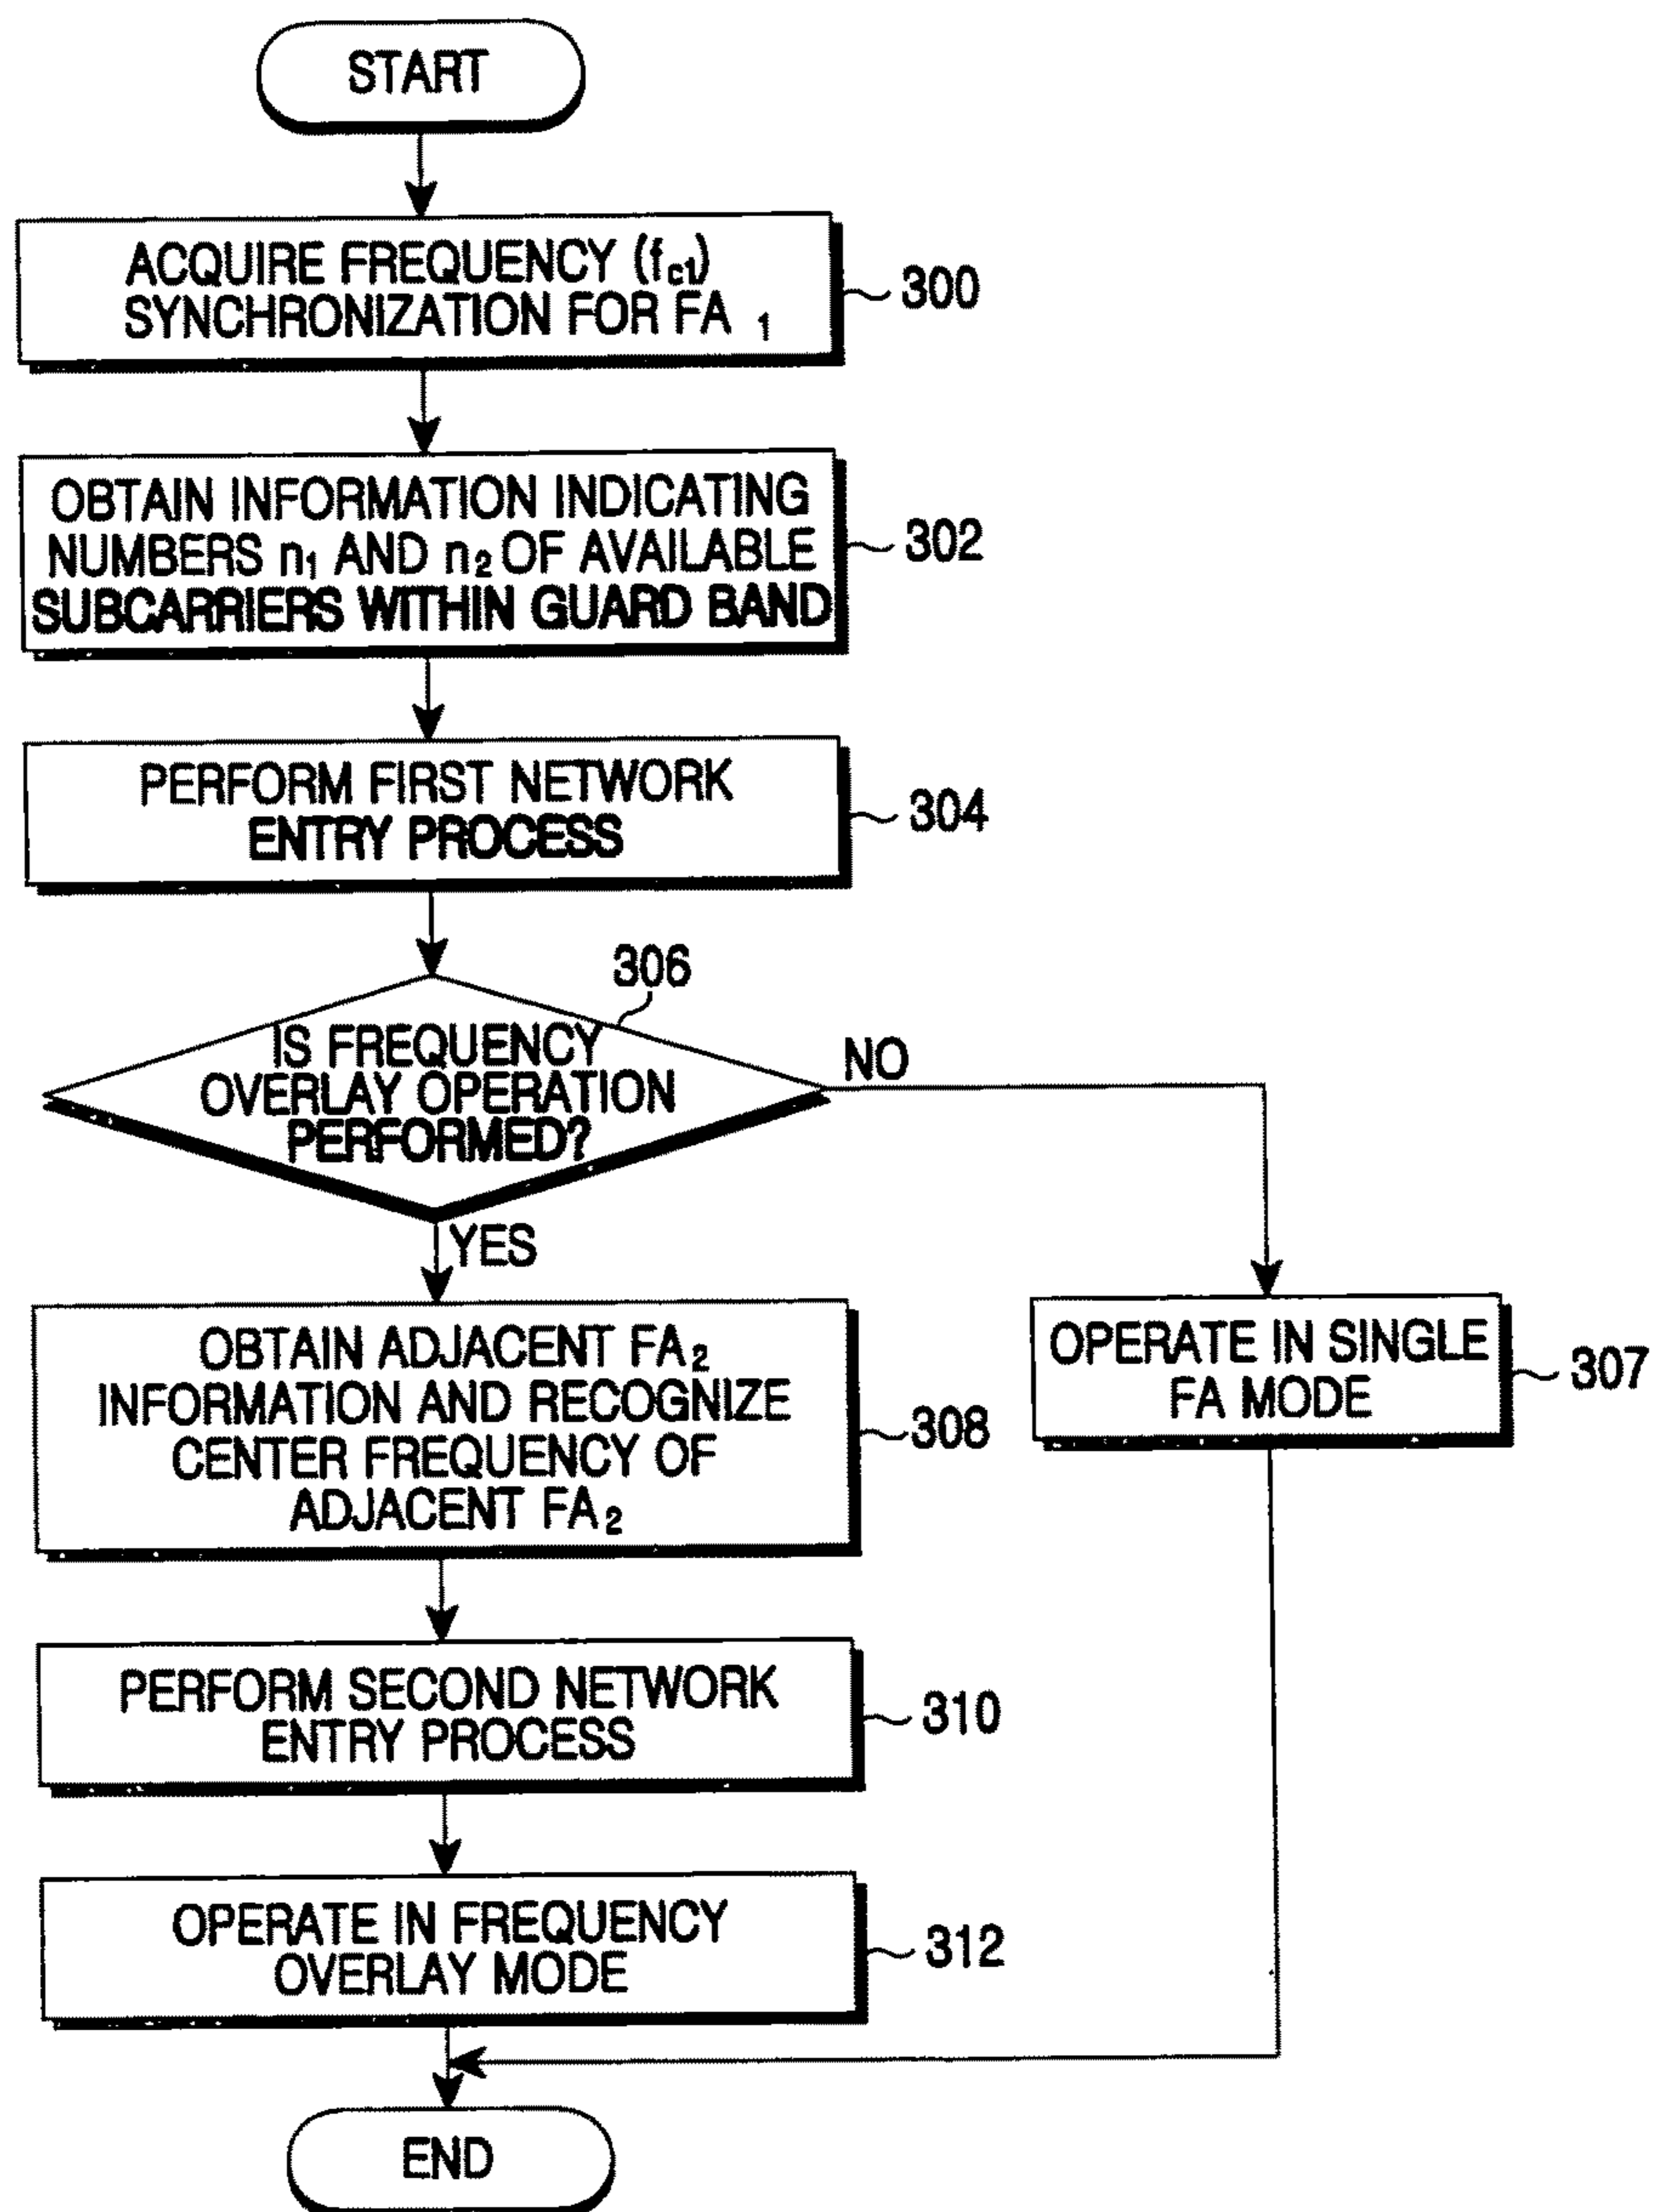 START
ACQUIRE FREQUENCY (fc1)
SYNCHRONIZATION FOR FA 1
300
OBTAIN INFORMATION INDICATING
NUMBERS n1 AND n2 OF AVAILABLE
SUBCARRIERS WITHIN GUARD BAND
302
PERFORM FIRST NETWORK
ENTRY PROCESS
304
306
IS FREQUENCY
OVERLAY OPERATION
PERFORMED?
NO
YES
OBTAIN ADJACENT FA2
INFORMATION AND RECOGNIZE
CENTER FREQUENCY OF
ADJACENT FA2
308
OPERATE IN SINGLE
FA MODE
307
PERFORM SECOND NETWORK
ENTRY PROCESS
310
OPERATE IN FREQUENCY
OVERLAY MODE
312
END